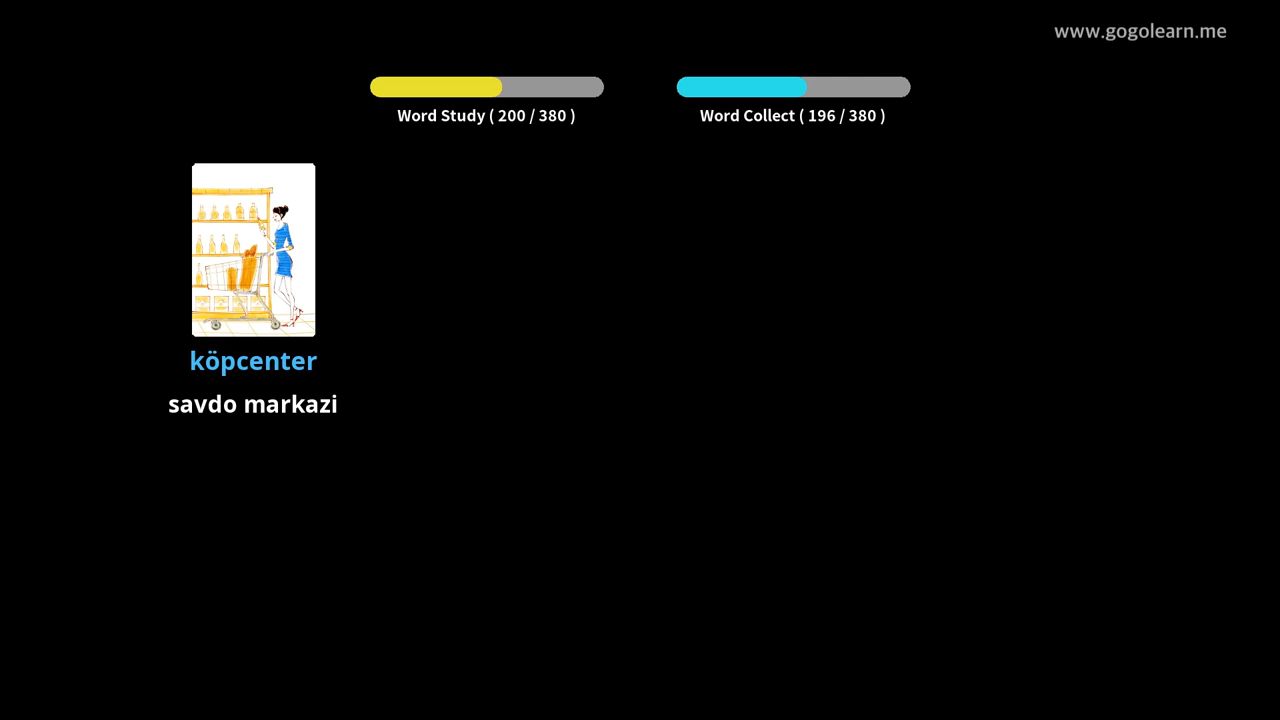 www.gogolearn.me
Word Study ( 200 / 380 )
Word Collect ( 196 / 380 )
köpcenter
savdo markazi